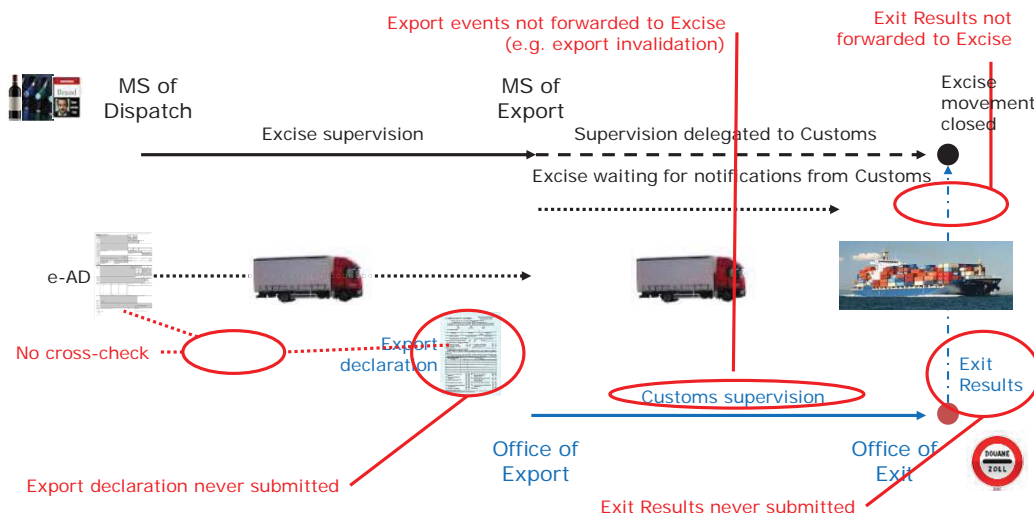 Export events not forwarded to Excise
(e.g. export invalidation)
Exit Results not
forwarded to Excise
MS of
Dispatch
MS of
Export
Excise
movement
closed
Brand
Excise supervision
Supervision delegated to Customs
Excise waiting for notifications from Customs
e-AD
No cross-check
Export
declaration
Exit
Results
Customs supervision
Office of
Export
Office of
Exit
DOUANE
ZOLL
Export declaration never submitted
Exit Results never submitted